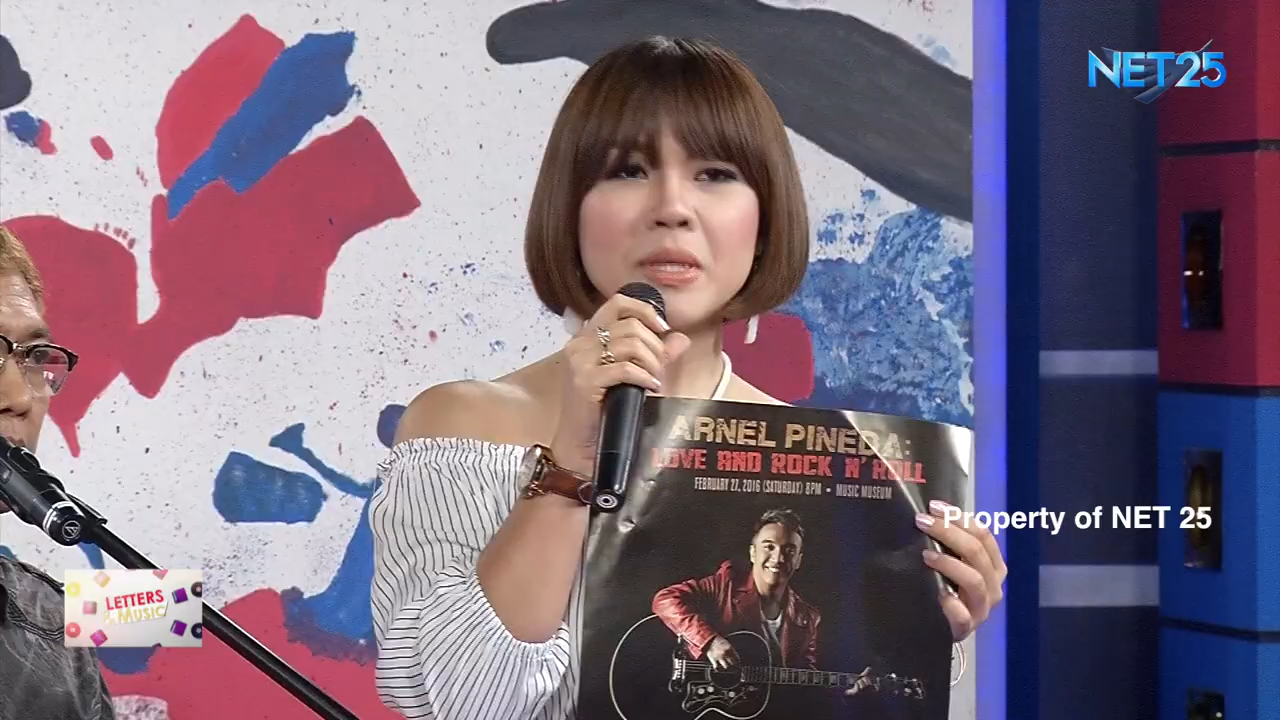 NET25
ARNEL PINEDA:
LOVE AND ROCK N' ROLL
FEBRUARY 27, 2016 (SATURDAY) 8PM • MUSIC MUSEUM
Property of NET 25
LETTERS
& MUSIC